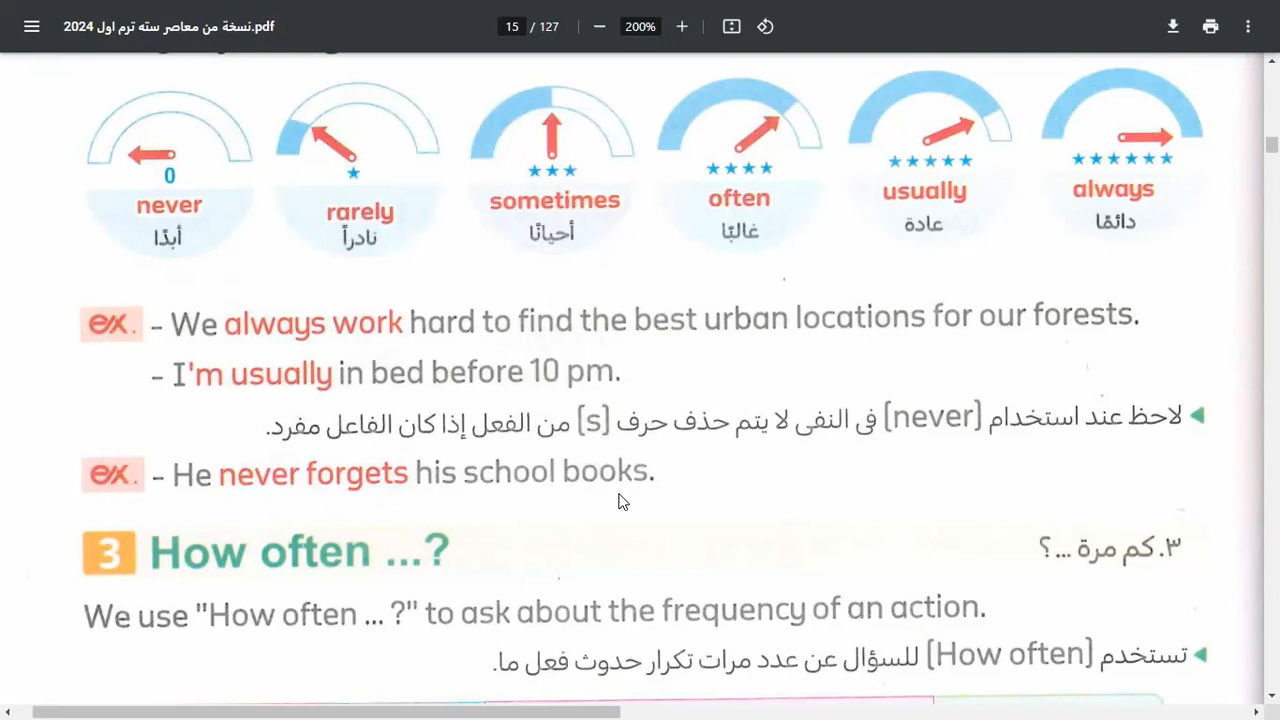 نسخة من معاصر سته ترم اول 2024.pdf
15 / 127
200%
0
never
أبدًا
★
rarely
نادراً
★★★
sometimes
أحيانًا
★★★★
often
غالبًا
★★★★★
usually
عادة
★★★★★★
always
دائمًا
ex. - We always work hard to find the best urban locations for our forests.
- I'm usually in bed before 10 pm.
◄ لاحظ عند استخدام [never] فى النفى لا يتم حذف حرف [s] من الفعل إذا كان الفاعل مفرد.
ex. - He never forgets his school books.
3 How often ...?
٣. كم مرة ...؟
We use "How often ... ?" to ask about the frequency of an action.
◄ تستخدم [How often] للسؤال عن عدد مرات تكرار حدوث فعل ما.